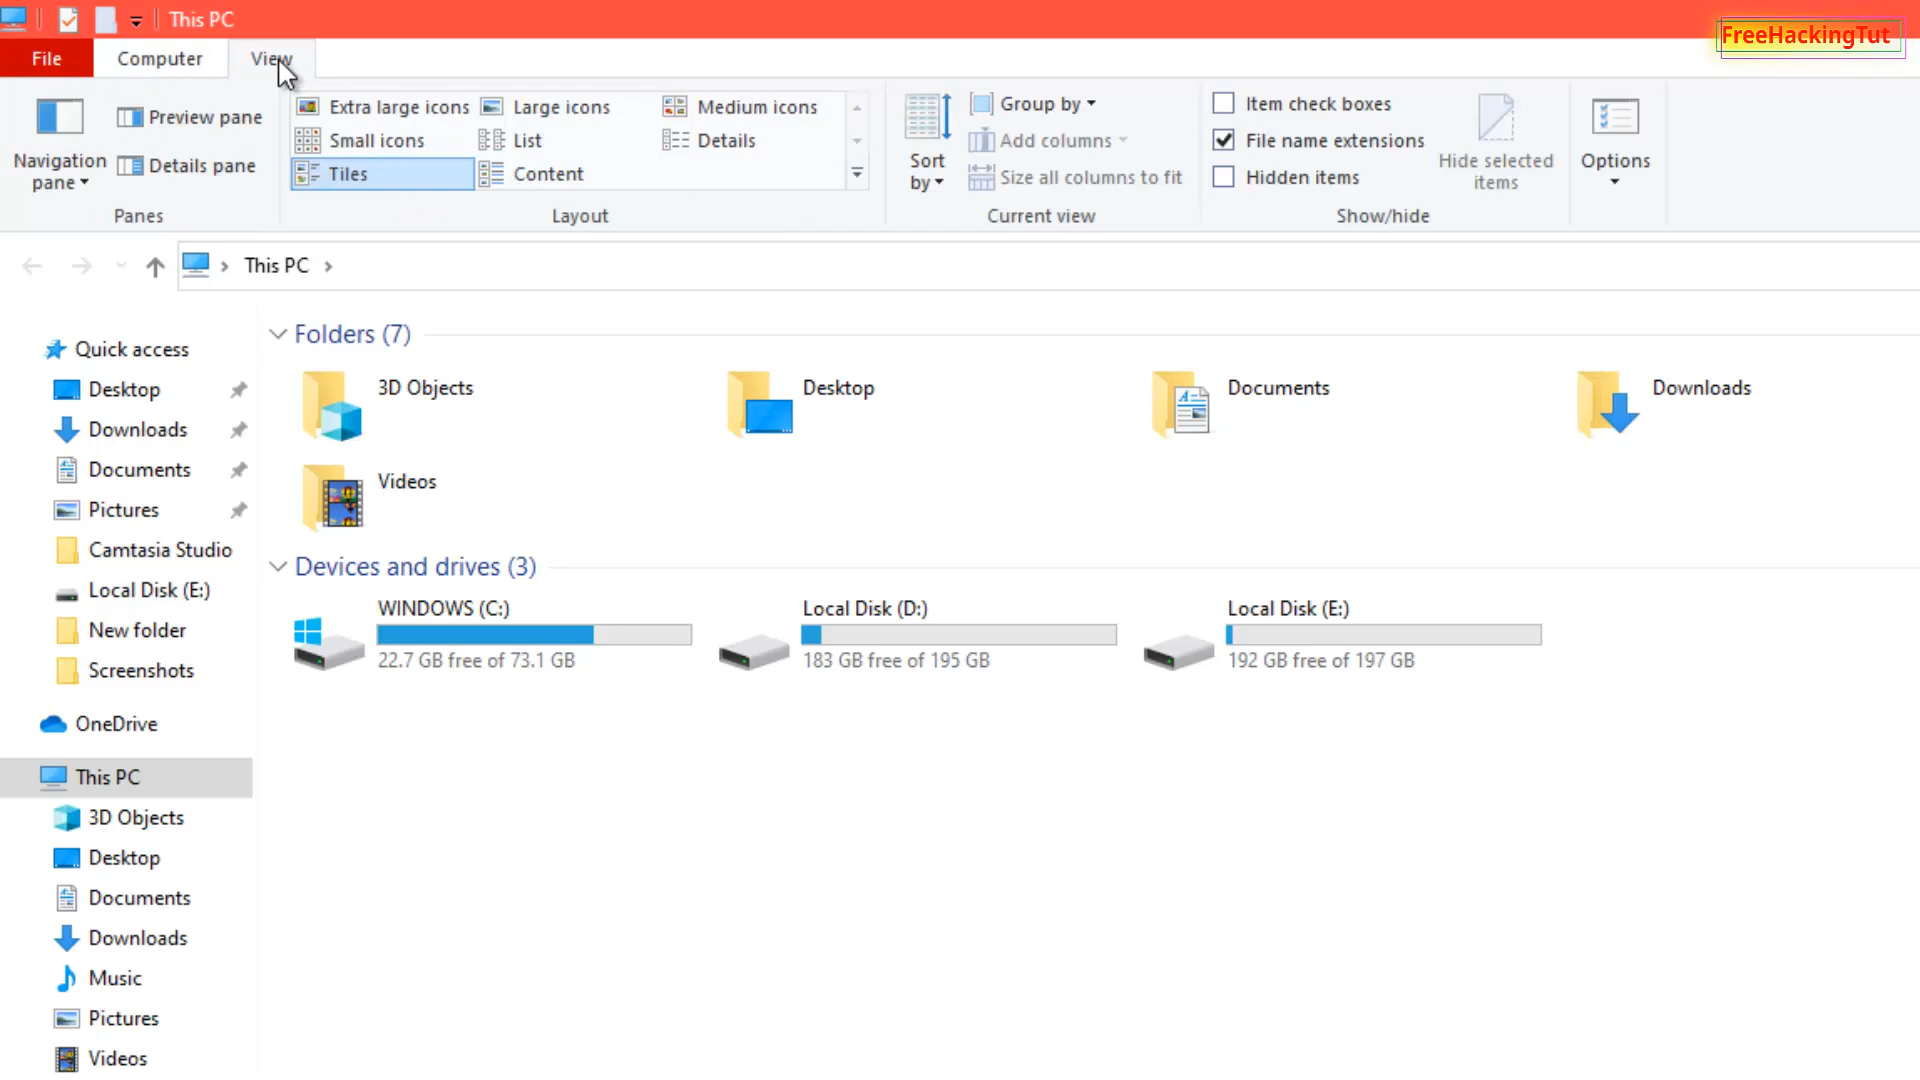 This PC
FreeHackingTut
File Computer View
Extra large icons Large icons Medium icons
Small icons List Details
Tiles Content
Preview pane
Details pane
Navigation
pane
Panes
Layout
Sort
by
Group by
Add columns
Size all columns to fit
Current view
Item check boxes
File name extensions
Hidden items
Hide selected
items
Show/hide
Options
This PC
Quick access
Desktop
Downloads
Documents
Pictures
Camtasia Studio
Local Disk (E:)
New folder
Screenshots
OneDrive
This PC
3D Objects
Desktop
Documents
Downloads
Music
Pictures
Videos
Folders (7)
3D Objects
Desktop
Documents
Downloads
Videos
Devices and drives (3)
WINDOWS (C:)
22.7 GB free of 73.1 GB
Local Disk (D:)
183 GB free of 195 GB
Local Disk (E:)
192 GB free of 197 GB